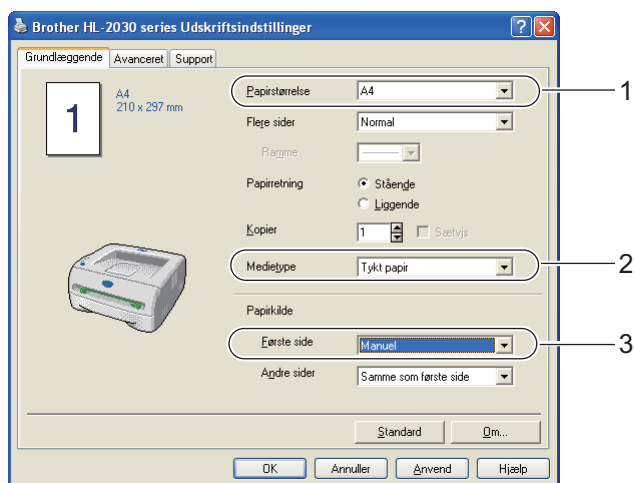 Brother HL-2030 series Udskriftsindstillinger
Grundlæggende Avanceret Support
1
A4
210 x 297 mm
Papirstørrelse A4 1
Flere sider Normal
Ramme
Papirretning Stående
Liggende
Kopier 1 Sætvis
Medietype Tykt papir 2
Papirkilde
Første side Manuel 3
Andre sider Samme som første side
Standard Om...
OK Annuller Anvend Hjælp